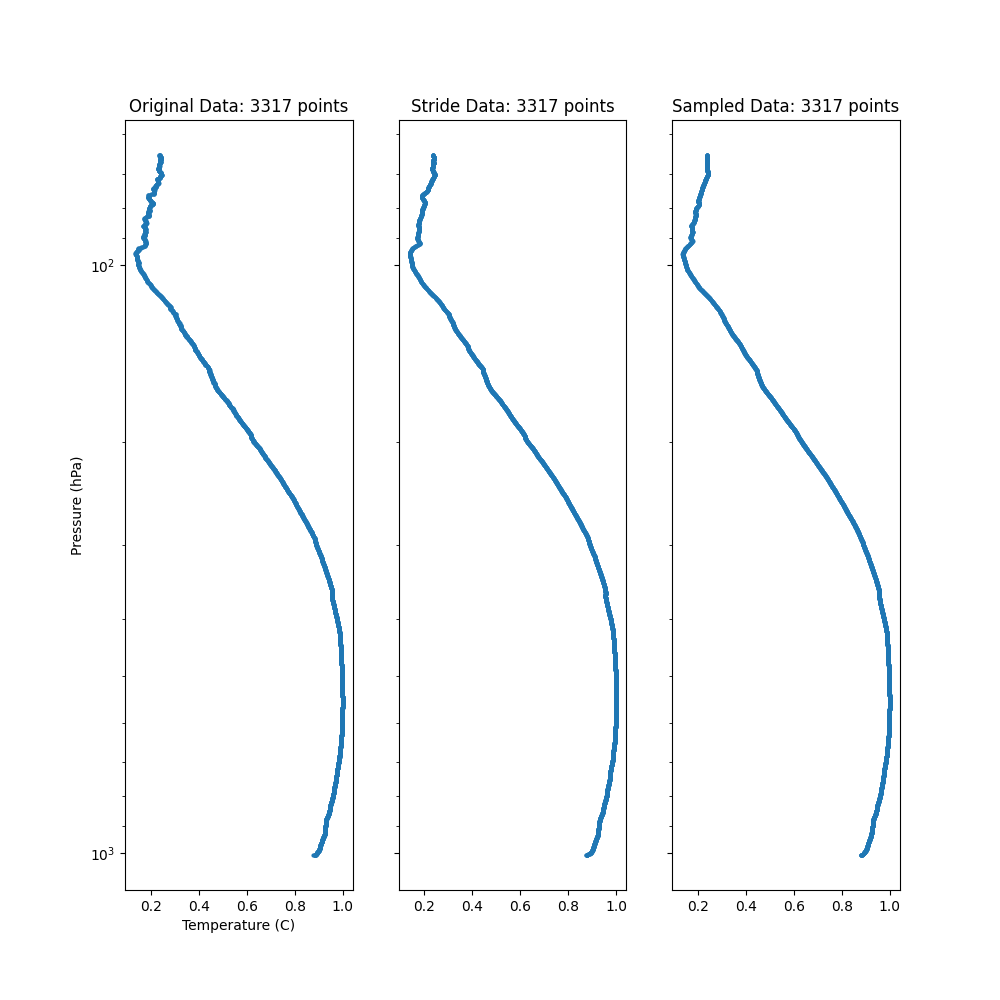 Original Data: 3317 points
Stride Data: 3317 points
Sampled Data: 3317 points
10²
10³
Pressure (hPa)
0.2 0.4 0.6 0.8 1.0
0.2 0.4 0.6 0.8 1.0
0.2 0.4 0.6 0.8 1.0
Temperature (C)